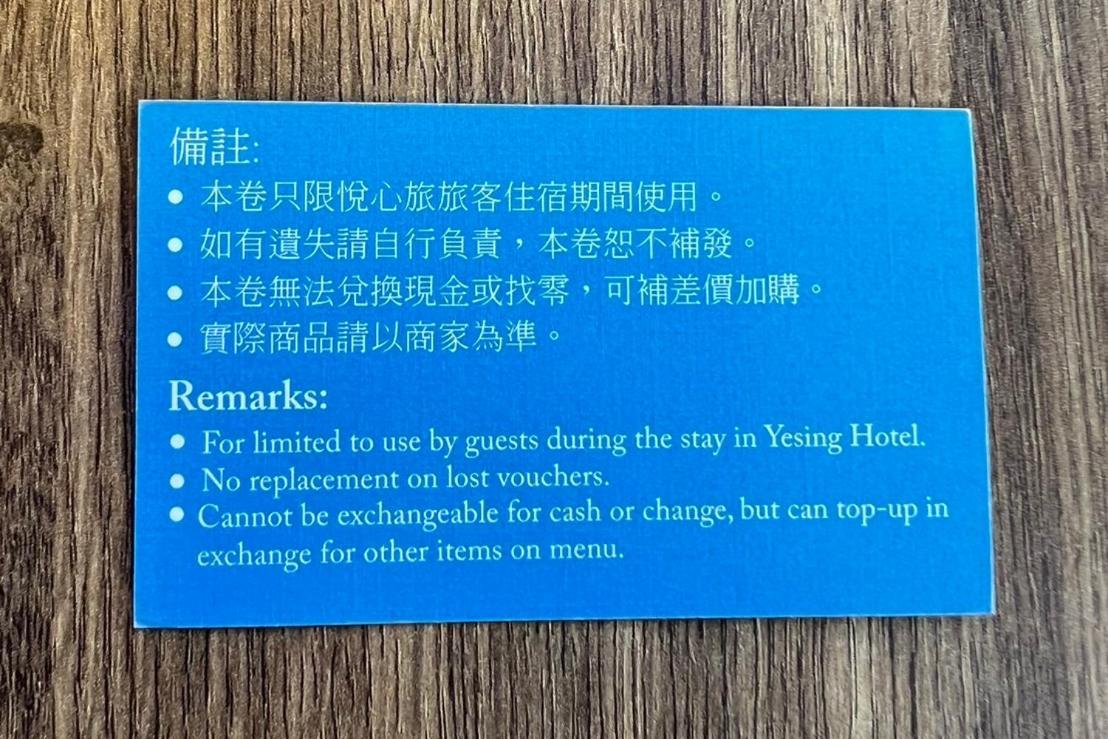 備註:
● 本卷只限悅心旅旅客住宿期間使用。
● 如有遺失請自行負責，本卷恕不補發。
● 本卷無法兌換現金或找零，可補差價加購。
● 實際商品請以商家為準。
Remarks:
● For limited to use by guests during the stay in Yesing Hotel.
● No replacement on lost vouchers.
● Cannot be exchangeable for cash or change, but can top-up in
exchange for other items on menu.